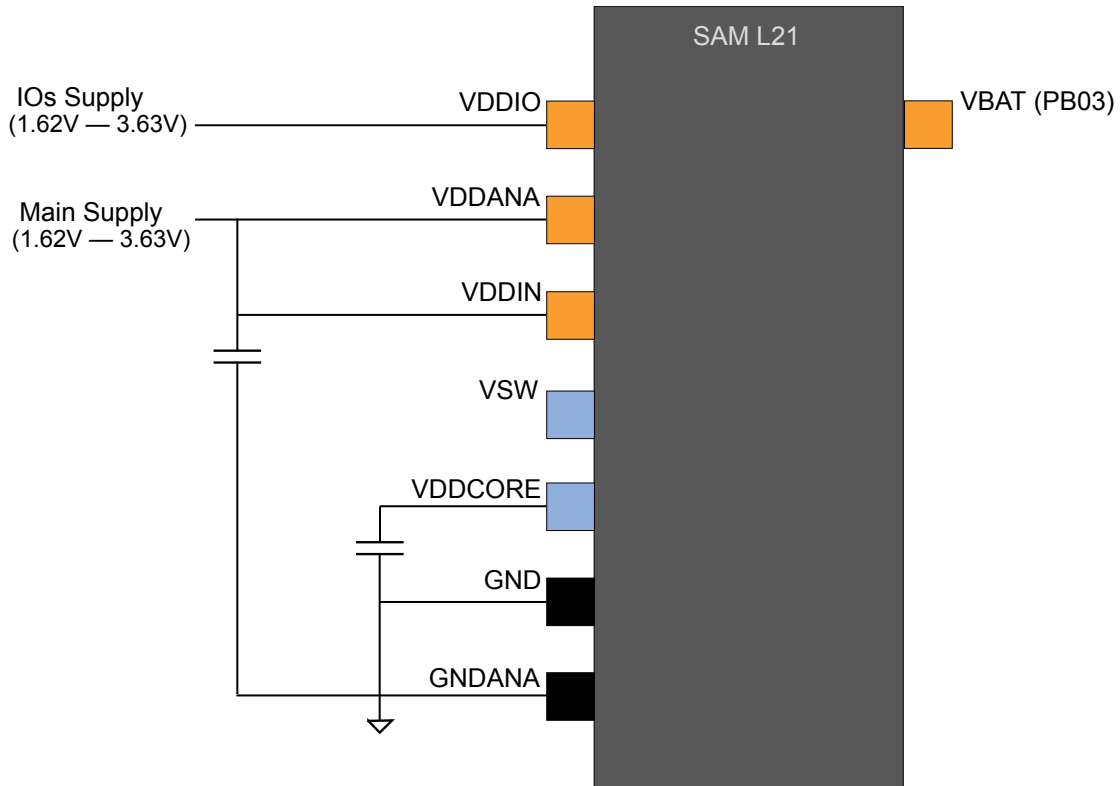 SAM L21
IOs Supply
(1.62V — 3.63V)
VDDIO
VBAT (PB03)
Main Supply
(1.62V — 3.63V)
VDDANA
VDDIN
VSW
VDDCORE
GND
GNDANA